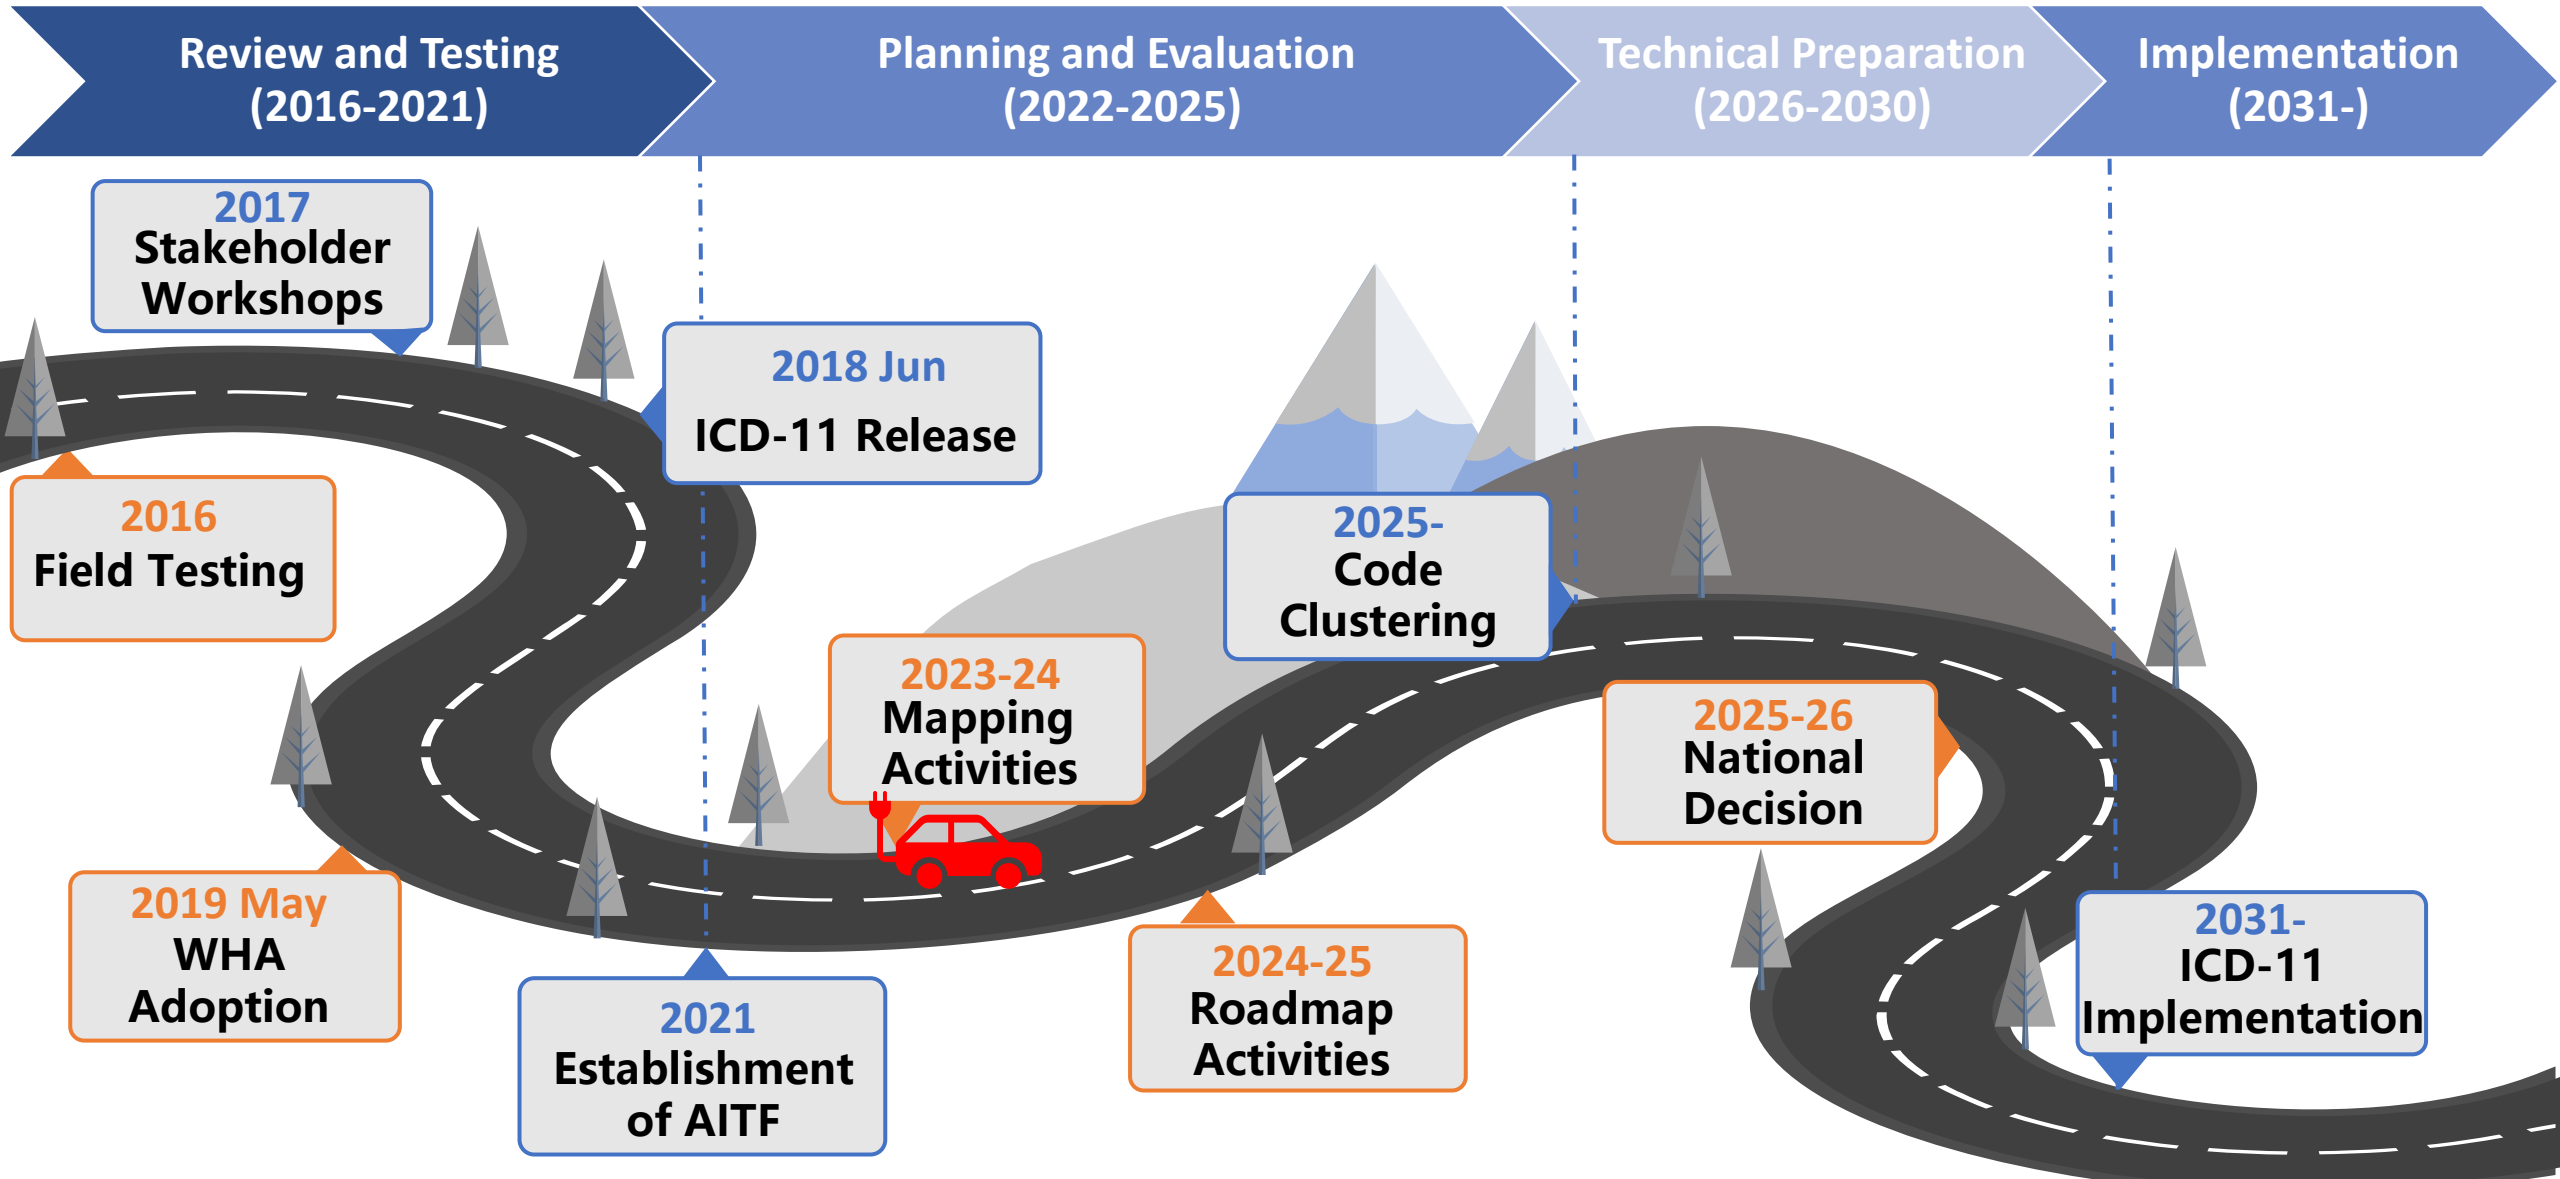 Review and Testing
(2016-2021)
Planning and Evaluation
(2022-2025)
Technical Preparation
(2026-2030)
Implementation
(2031-)
2017
Stakeholder
Workshops
2018 Jun
ICD-11 Release
2016
Field Testing
2025-
Code
Clustering
2023-24
Mapping
Activities
2025-26
National
Decision
2019 May
WHA
Adoption
2021
Establishment
of AITF
2024-25
Roadmap
Activities
2031-
ICD-11
Implementation